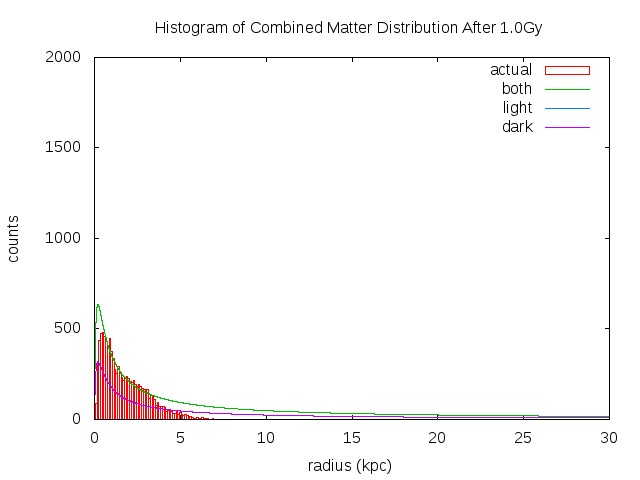 Histogram of Combined Matter Distribution After 1.0Gy
2000
1500
1000
500
0
counts
actual
both
light
dark
0 5 10 15 20 25 30
radius (kpc)